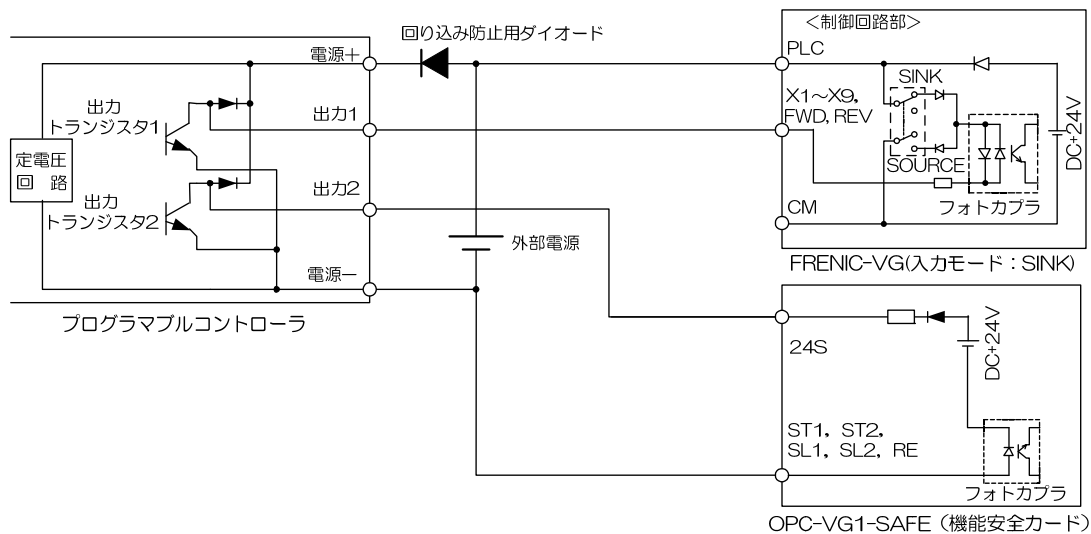 回り込み防止用ダイオード
電源＋
出力
トランジスタ1
出力1
定電圧
回 路
出力
トランジスタ2
出力2
電源－
外部電源
プログラマブルコントローラ
＜制御回路部＞
PLC
SINK
X1～X9,
FWD, REV
SOURCE
DC+24V
フォトカプラ
CM
FRENIC-VG(入力モード：SINK)
24S
DC+24V
ST1, ST2,
SL1, SL2, RE
フォトカプラ
OPC-VG1-SAFE（機能安全カード）